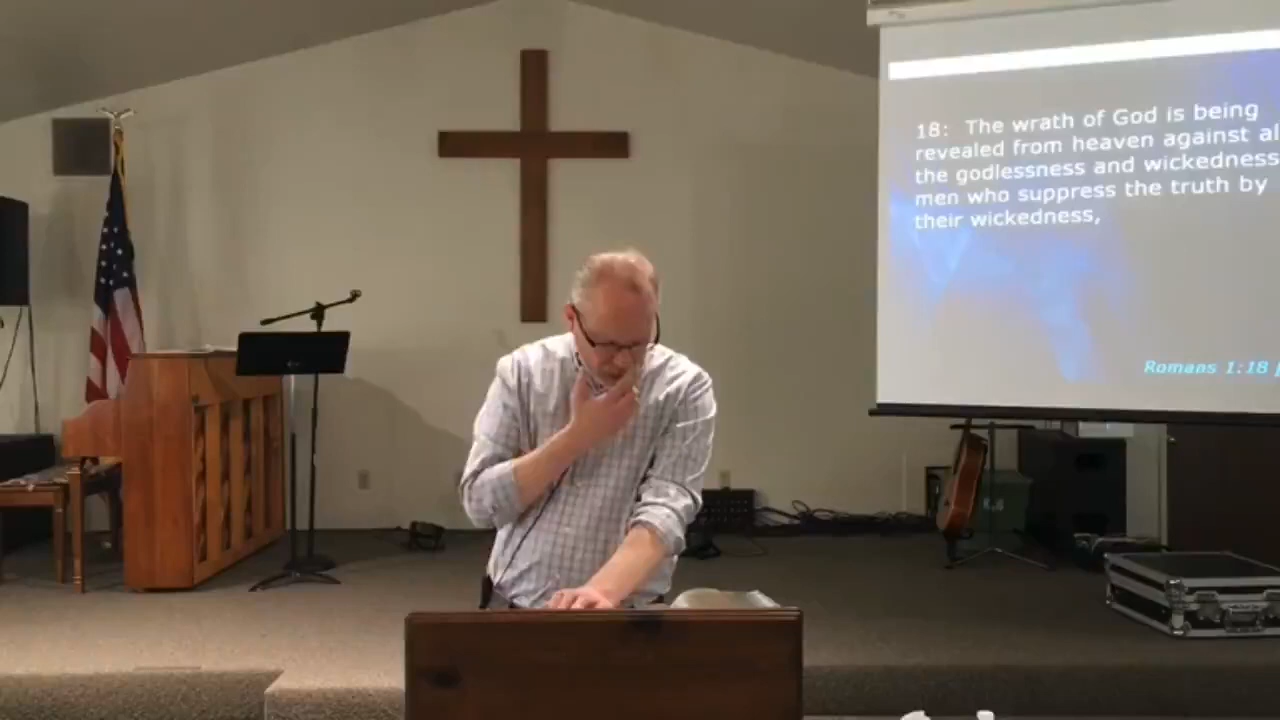 18: The wrath of God is being
revealed from heaven against al
the godlessness and wickedness
men who suppress the truth by
their wickedness,
Romans 1:18